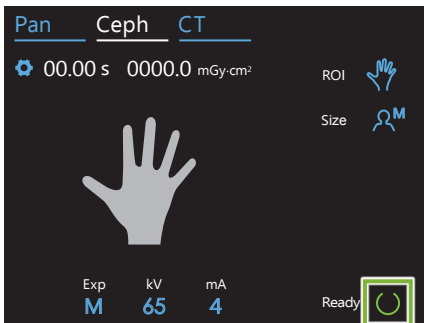 Pan Ceph CT
00.00 s 0000.0 mGy·cm²
ROI
Size M
Exp kV mA
M 65 4
Ready